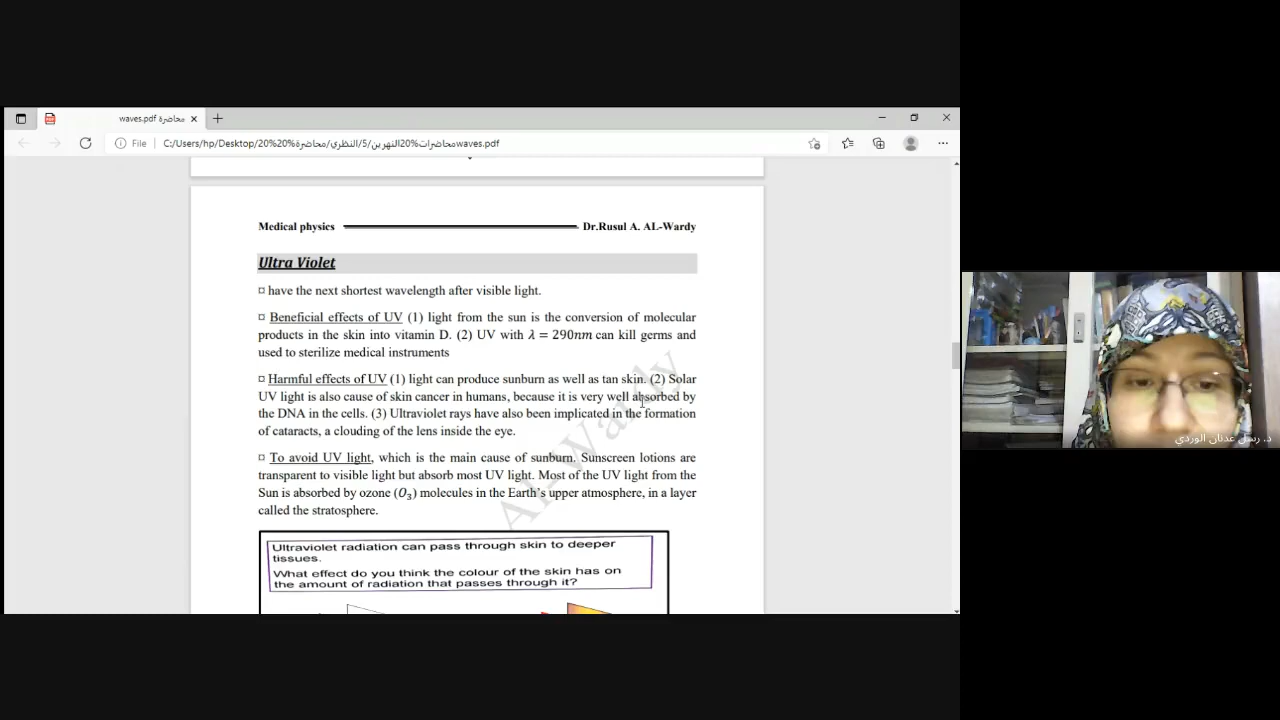 محاضرة waves.pdf
File
C:/Users/hp/Desktop/20%20%محاضرة/النظري/5/محاضرات%20النهرينwaves.pdf
Medical physics Dr.Rusul A. AL-Wardy
Ultra Violet
¤ have the next shortest wavelength after visible light.
¤ Beneficial effects of UV (1) light from the sun is the conversion of molecular
products in the skin into vitamin D. (2) UV with λ = 290nm can kill germs and
used to sterilize medical instruments
¤ Harmful effects of UV (1) light can produce sunburn as well as tan skin. (2) Solar
UV light is also cause of skin cancer in humans, because it is very well absorbed by
the DNA in the cells. (3) Ultraviolet rays have also been implicated in the formation
of cataracts, a clouding of the lens inside the eye.
¤ To avoid UV light, which is the main cause of sunburn. Sunscreen lotions are
transparent to visible light but absorb most UV light. Most of the UV light from the
Sun is absorbed by ozone (O₃) molecules in the Earth's upper atmosphere, in a layer
called the stratosphere.
Al-Wardy
Ultraviolet radiation can pass through skin to deeper
tissues.
What effect do you think the colour of the skin has on
the amount of radiation that passes through it?
د. رسل عدنان الوردي